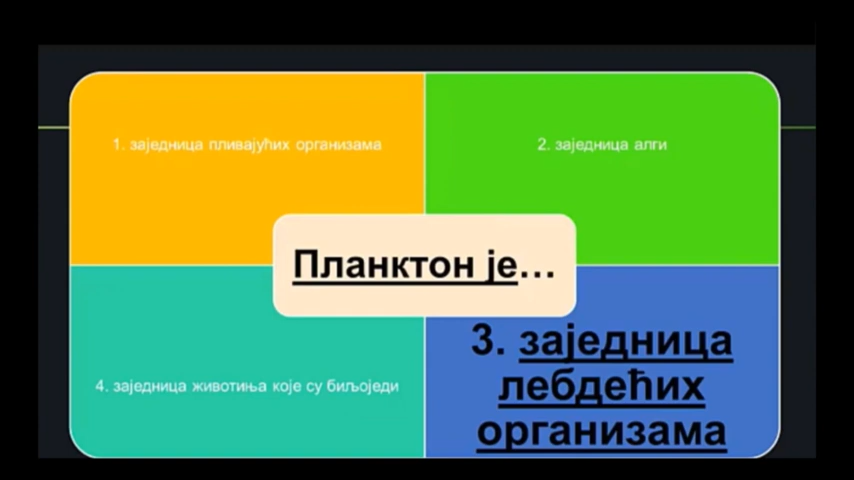 1. заједница пливајућих организама
2. заједница алги
Планктон је...
3. заједница
лебдећих
организама
4. заједница животиња које су биљоједи